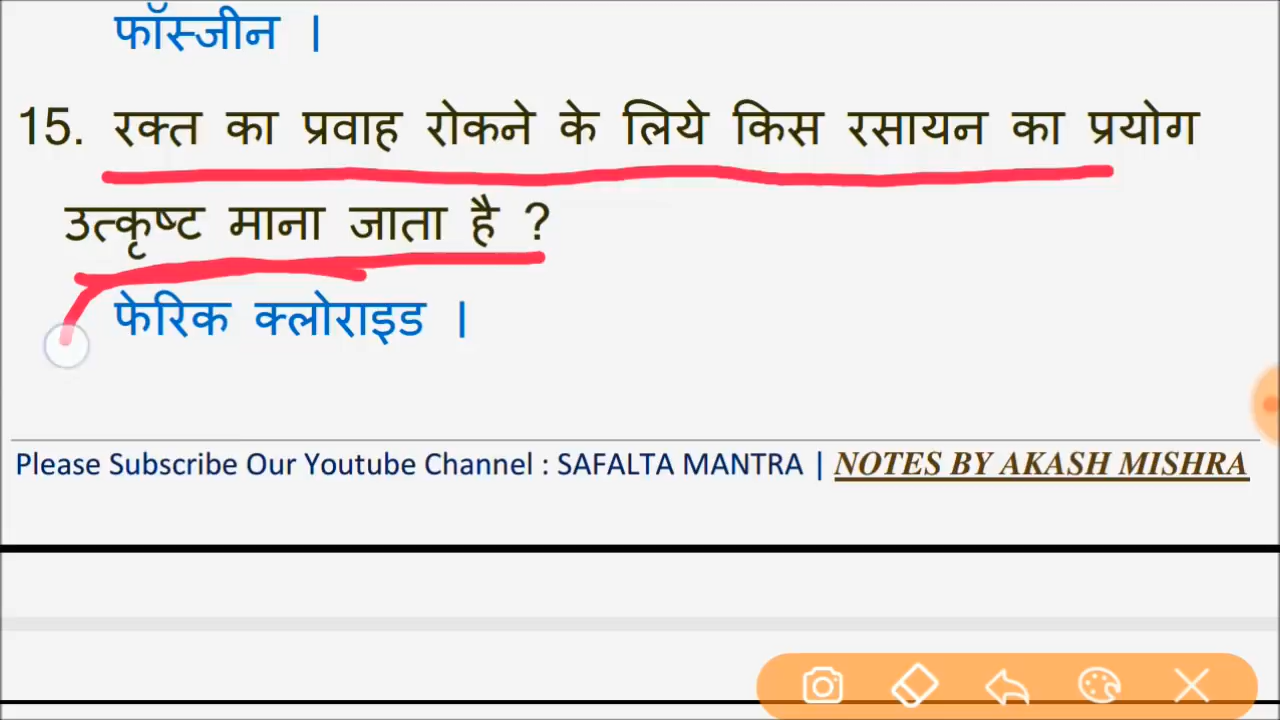 फॉस्जीन ।
15. रक्त का प्रवाह रोकने के लिये किस रसायन का प्रयोग
उत्कृष्ट माना जाता है ?
फेरिक क्लोराइड ।
Please Subscribe Our Youtube Channel : SAFALTA MANTRA | NOTES BY AKASH MISHRA